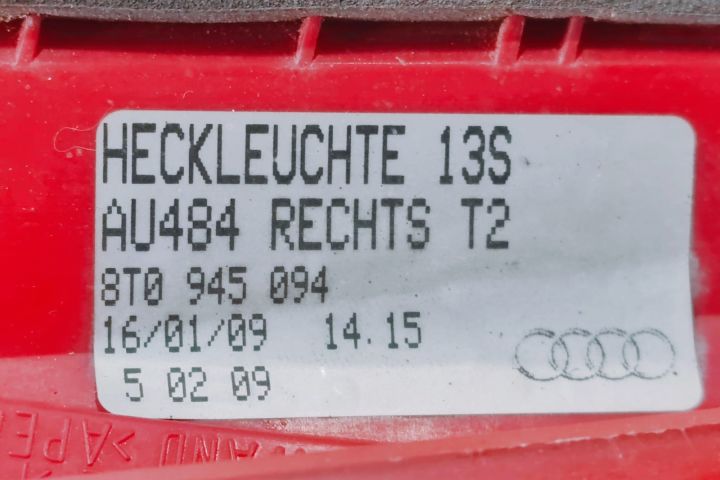 HECKLEUCHTE 13S
AU484 RECHTS T2
8T0 945 094
16/01/09 14.15
5 02 09